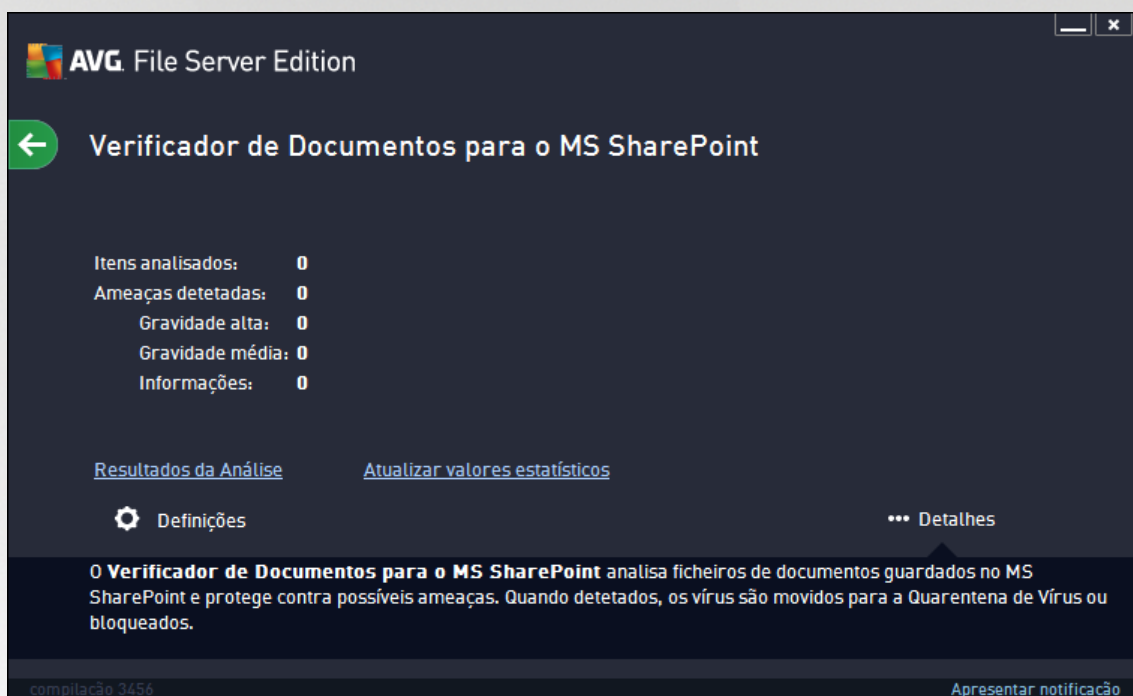 AVG. File Server Edition
Verificador de Documentos para o MS SharePoint
Itens analisados: 0
Ameaças detetadas: 0
Gravidade alta: 0
Gravidade média: 0
Informações: 0
Resultados da Análise Atualizar valores estatísticos
Definições ••• Detalhes
O Verificador de Documentos para o MS SharePoint analisa ficheiros de documentos guardados no MS
SharePoint e protege contra possíveis ameaças. Quando detetados, os vírus são movidos para a Quarentena de Vírus ou
bloqueados.
compilação 3456 Apresentar notificação